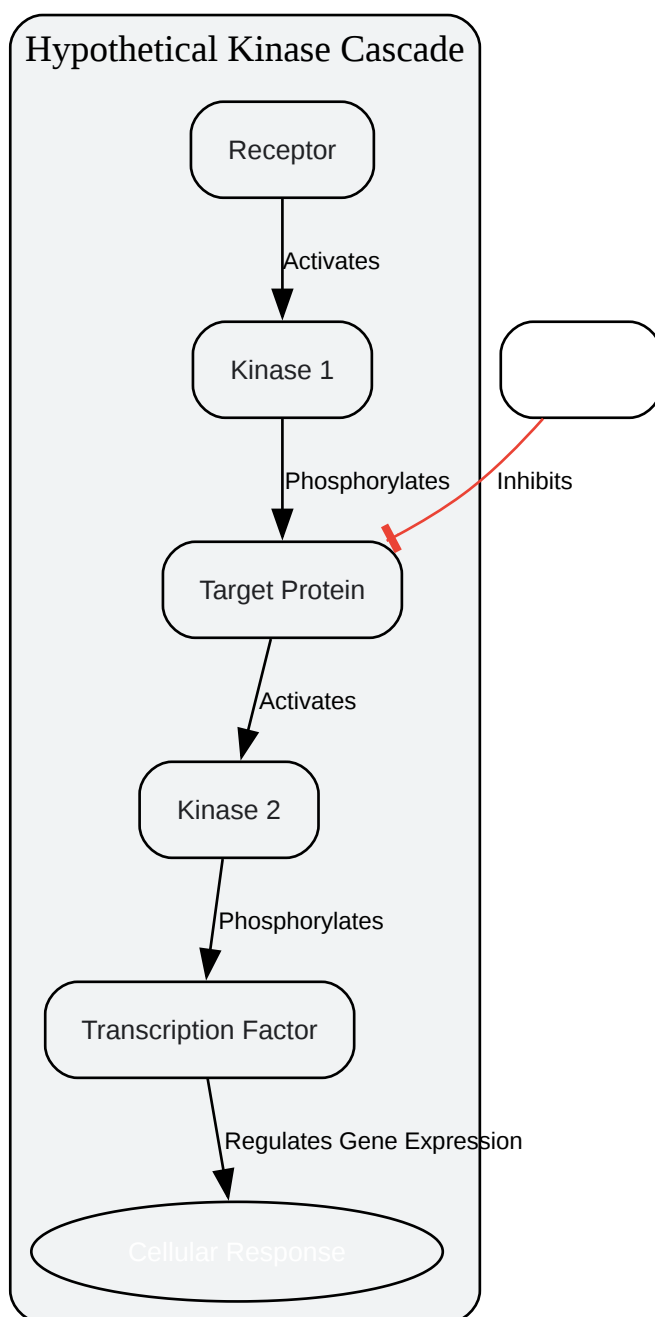 Hypothetical Kinase Cascade
Receptor
Activates
Kinase 1
Phosphorylates
Inhibits
Target Protein
Activates
Kinase 2
Phosphorylates
Transcription Factor
Regulates Gene Expression
Cellular Response